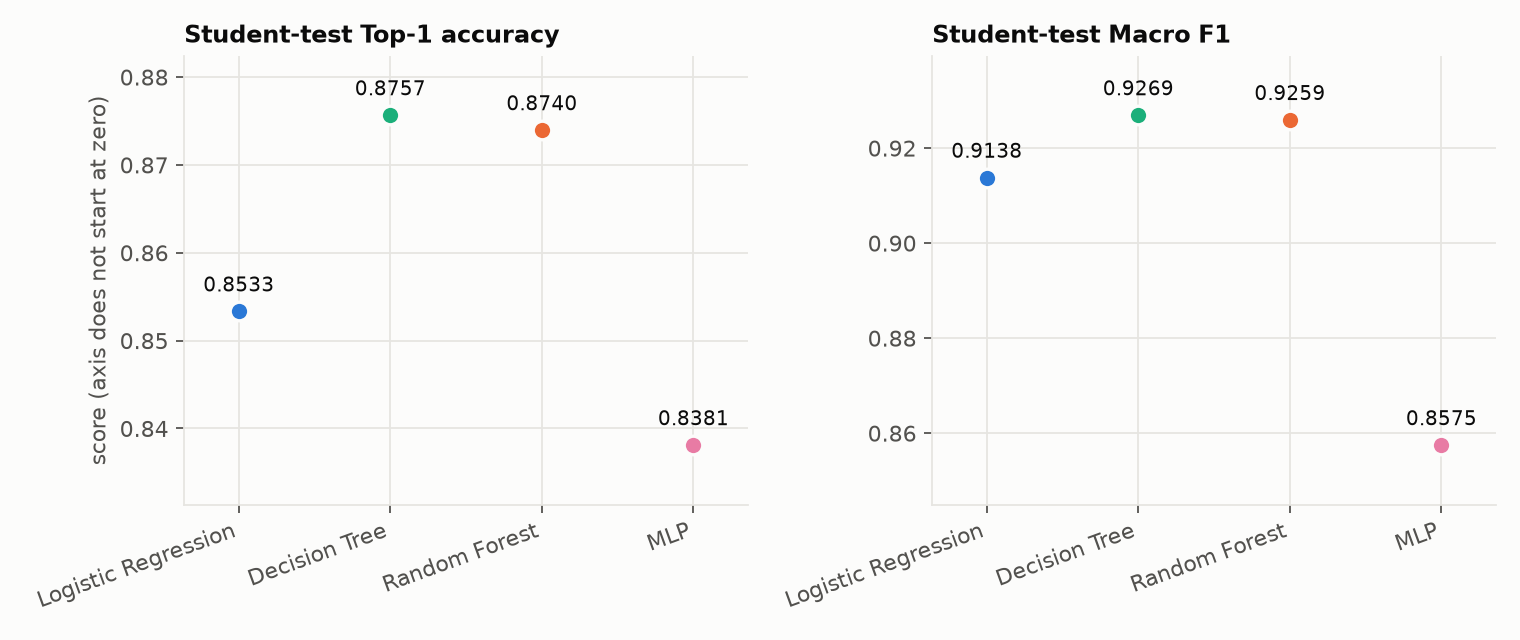 Student-test Top-1 accuracy
score (axis does not start at zero)
0.88
0.87
0.86
0.85
0.84
0.8533
0.8757
0.8740
0.8381
Logistic Regression
Decision Tree
Random Forest
MLP
Student-test Macro F1
0.92
0.90
0.88
0.86
0.9138
0.9269
0.9259
0.8575
Logistic Regression
Decision Tree
Random Forest
MLP